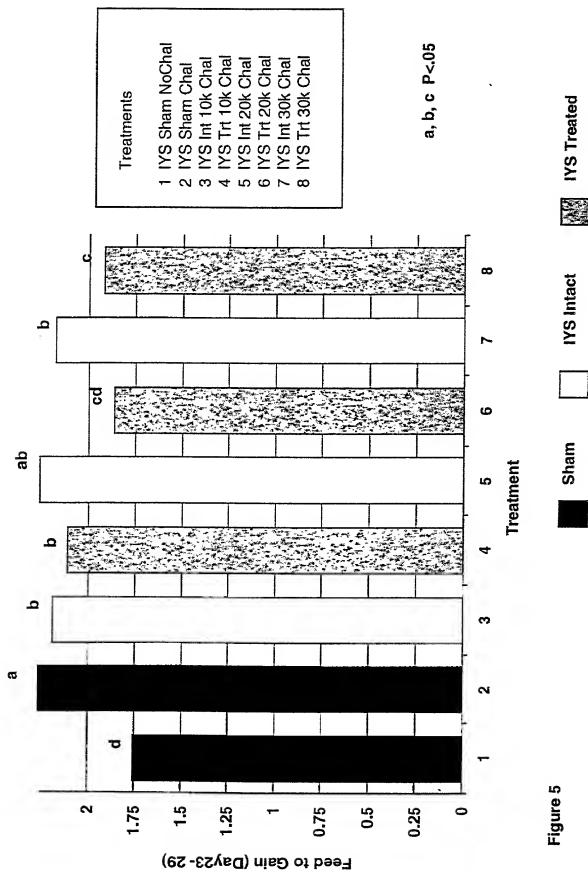 Treatments
1 IYS Sham NoChal
2 IYS Sham Chal
3 IYS Int 10k Chal
4 IYS Trt 10k Chal
5 IYS Int 20k Chal
6 IYS Trt 20k Chal
7 IYS Int 30k Chal
8 IYS Trt 30k Chal
a, b, c P<.05
d
a
b
b
ab
cd
b
c
Feed to Gain (Day23-29)
2
1.75
1.5
1.25
1
0.75
0.5
0.25
0
1 2 3 4 5 6 7 8
Treatment
Sham IYS Intact IYS Treated
Figure 5